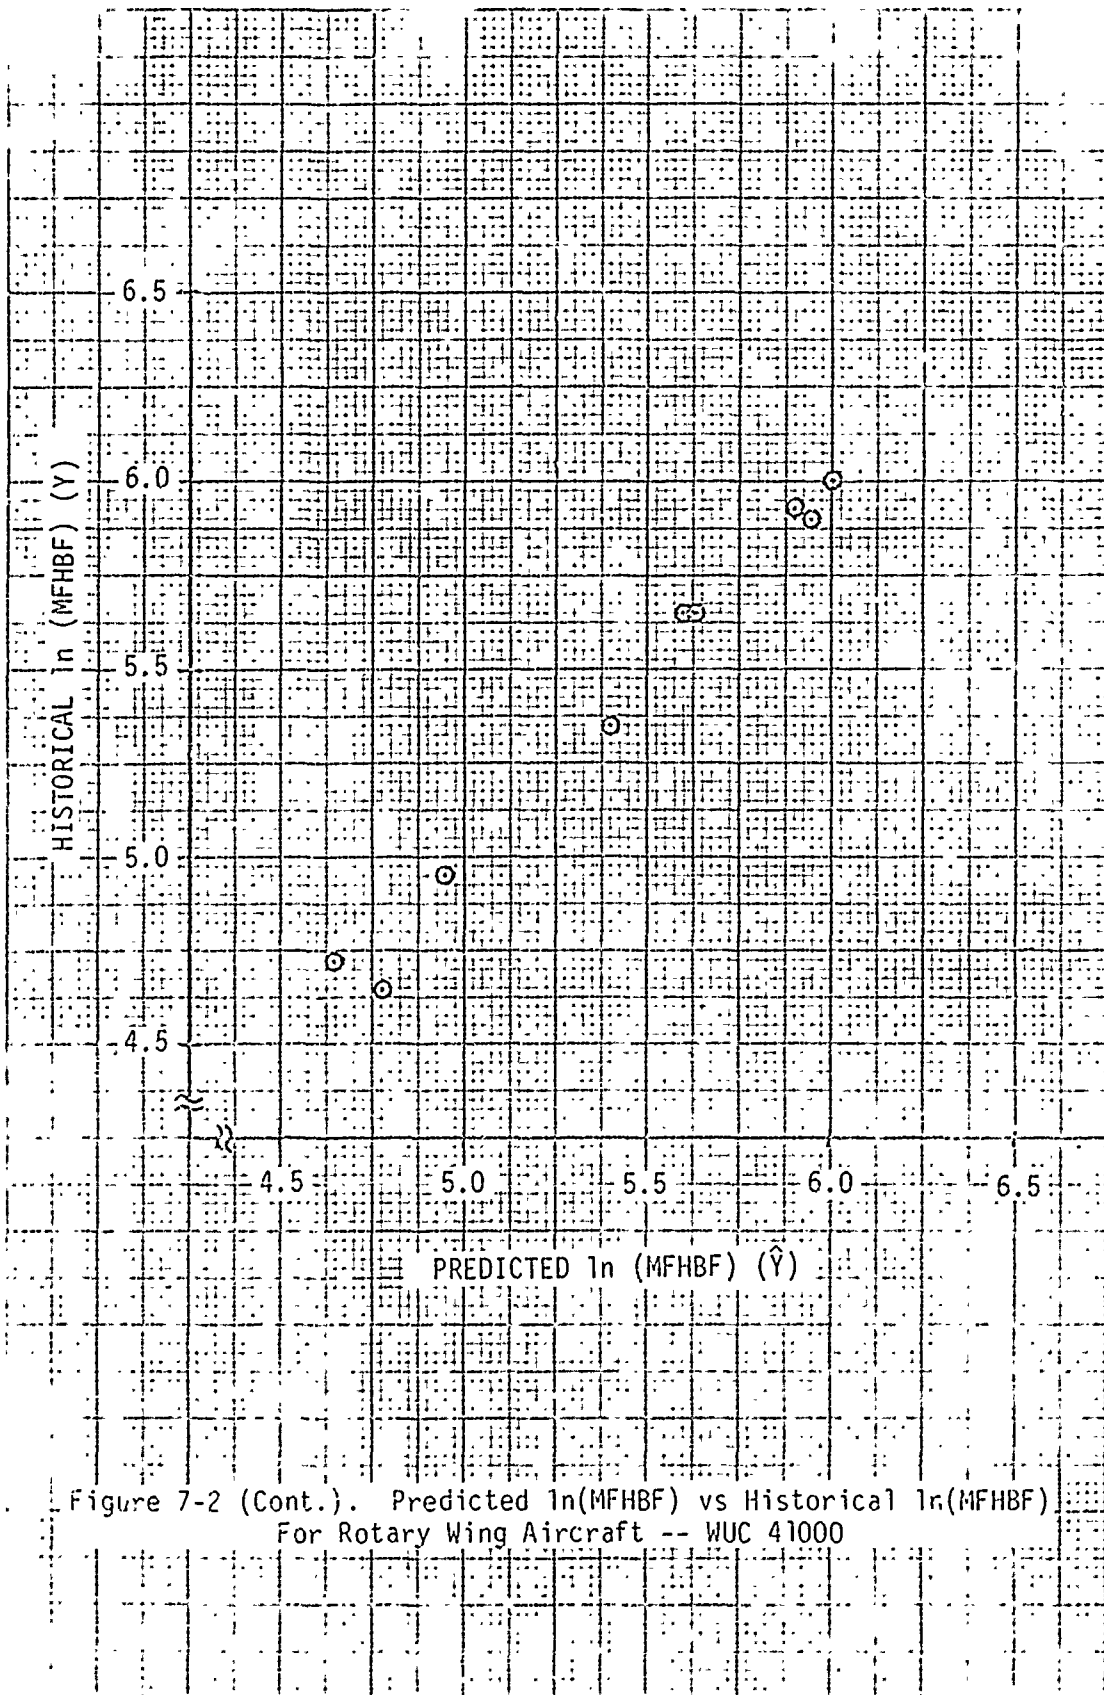 6.5
6.0
5.5
5.0
4.5
HISTORICAL ln (MFHBF) (Y)
4.5 5.0 5.5 6.0 6.5
PREDICTED ln (MFHBF) (Ŷ)
Figure 7-2 (Cont.). Predicted ln(MFHBF) vs Historical ln(MFHBF)
For Rotary Wing Aircraft -- WUC 41000